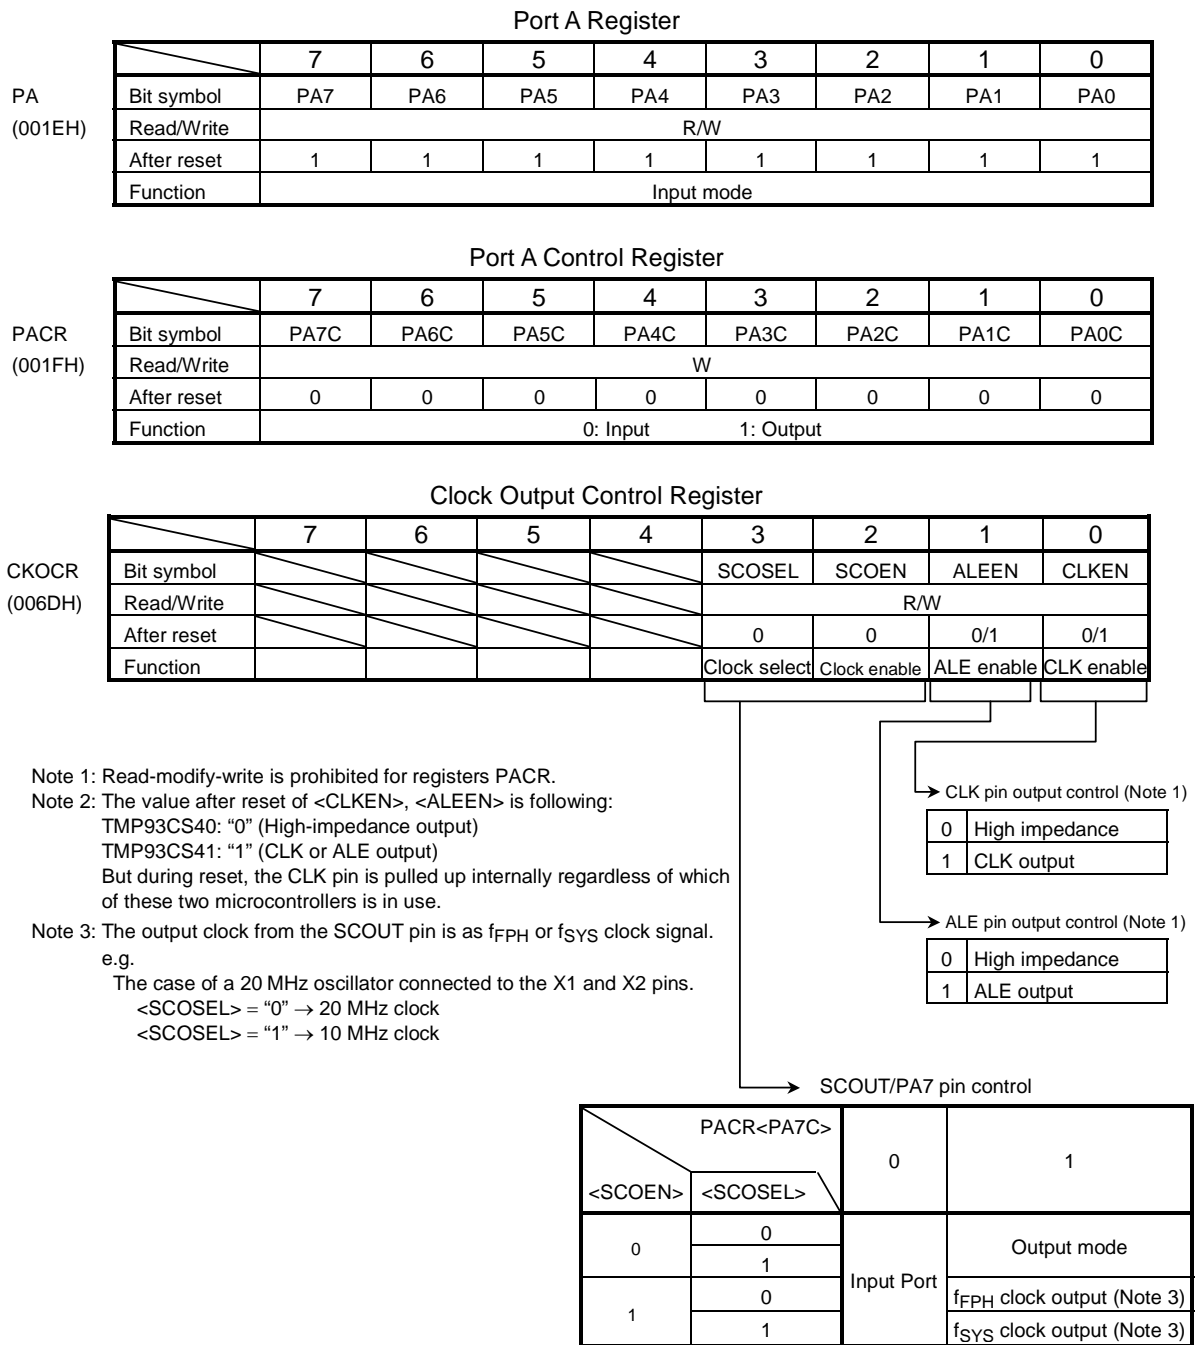 Port A Register
7 6 5 4 3 2 1 0
PA Bit symbol PA7 PA6 PA5 PA4 PA3 PA2 PA1 PA0
(001EH) Read/Write R/W
After reset 1 1 1 1 1 1 1 1
Function Input mode
Port A Control Register
7 6 5 4 3 2 1 0
PACR Bit symbol PA7C PA6C PA5C PA4C PA3C PA2C PA1C PA0C
(001FH) Read/Write W
After reset 0 0 0 0 0 0 0 0
Function 0: Input 1: Output
Clock Output Control Register
7 6 5 4 3 2 1 0
CKOCR Bit symbol SCOSEL SCOEN ALEEN CLKEN
(006DH) Read/Write R/W
After reset 0 0 0/1 0/1
Function Clock select Clock enable ALE enable CLK enable
Note 1: Read-modify-write is prohibited for registers PACR.
Note 2: The value after reset of <CLKEN>, <ALEEN> is following:
TMP93CS40: “0” (High-impedance output)
TMP93CS41: “1” (CLK or ALE output)
But during reset, the CLK pin is pulled up internally regardless of which
of these two microcontrollers is in use.
Note 3: The output clock from the SCOUT pin is as fFPH or fSYS clock signal.
e.g.
The case of a 20 MHz oscillator connected to the X1 and X2 pins.
<SCOSEL> = “0” → 20 MHz clock
<SCOSEL> = “1” → 10 MHz clock
CLK pin output control (Note 1)
0 High impedance
1 CLK output
ALE pin output control (Note 1)
0 High impedance
1 ALE output
SCOUT/PA7 pin control
PACR<PA7C> 0 1
<SCOEN> <SCOSEL>
0 0 Input Port Output mode
1
1 0 fFPH clock output (Note 3)
1 fSYS clock output (Note 3)